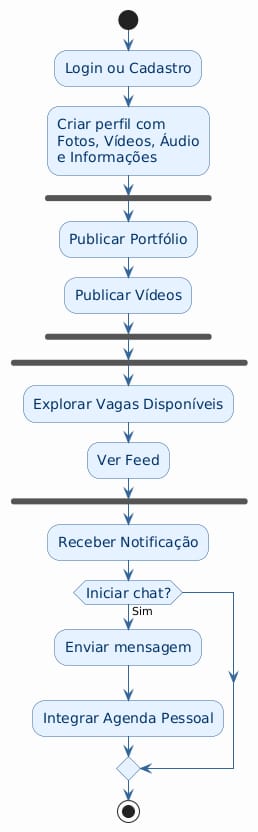 Login ou Cadastro
Criar perfil com
Fotos, Vídeos, Áudio
e Informações
Publicar Portfólio
Publicar Vídeos
Explorar Vagas Disponíveis
Ver Feed
Receber Notificação
Iniciar chat?
Sim
Enviar mensagem
Integrar Agenda Pessoal